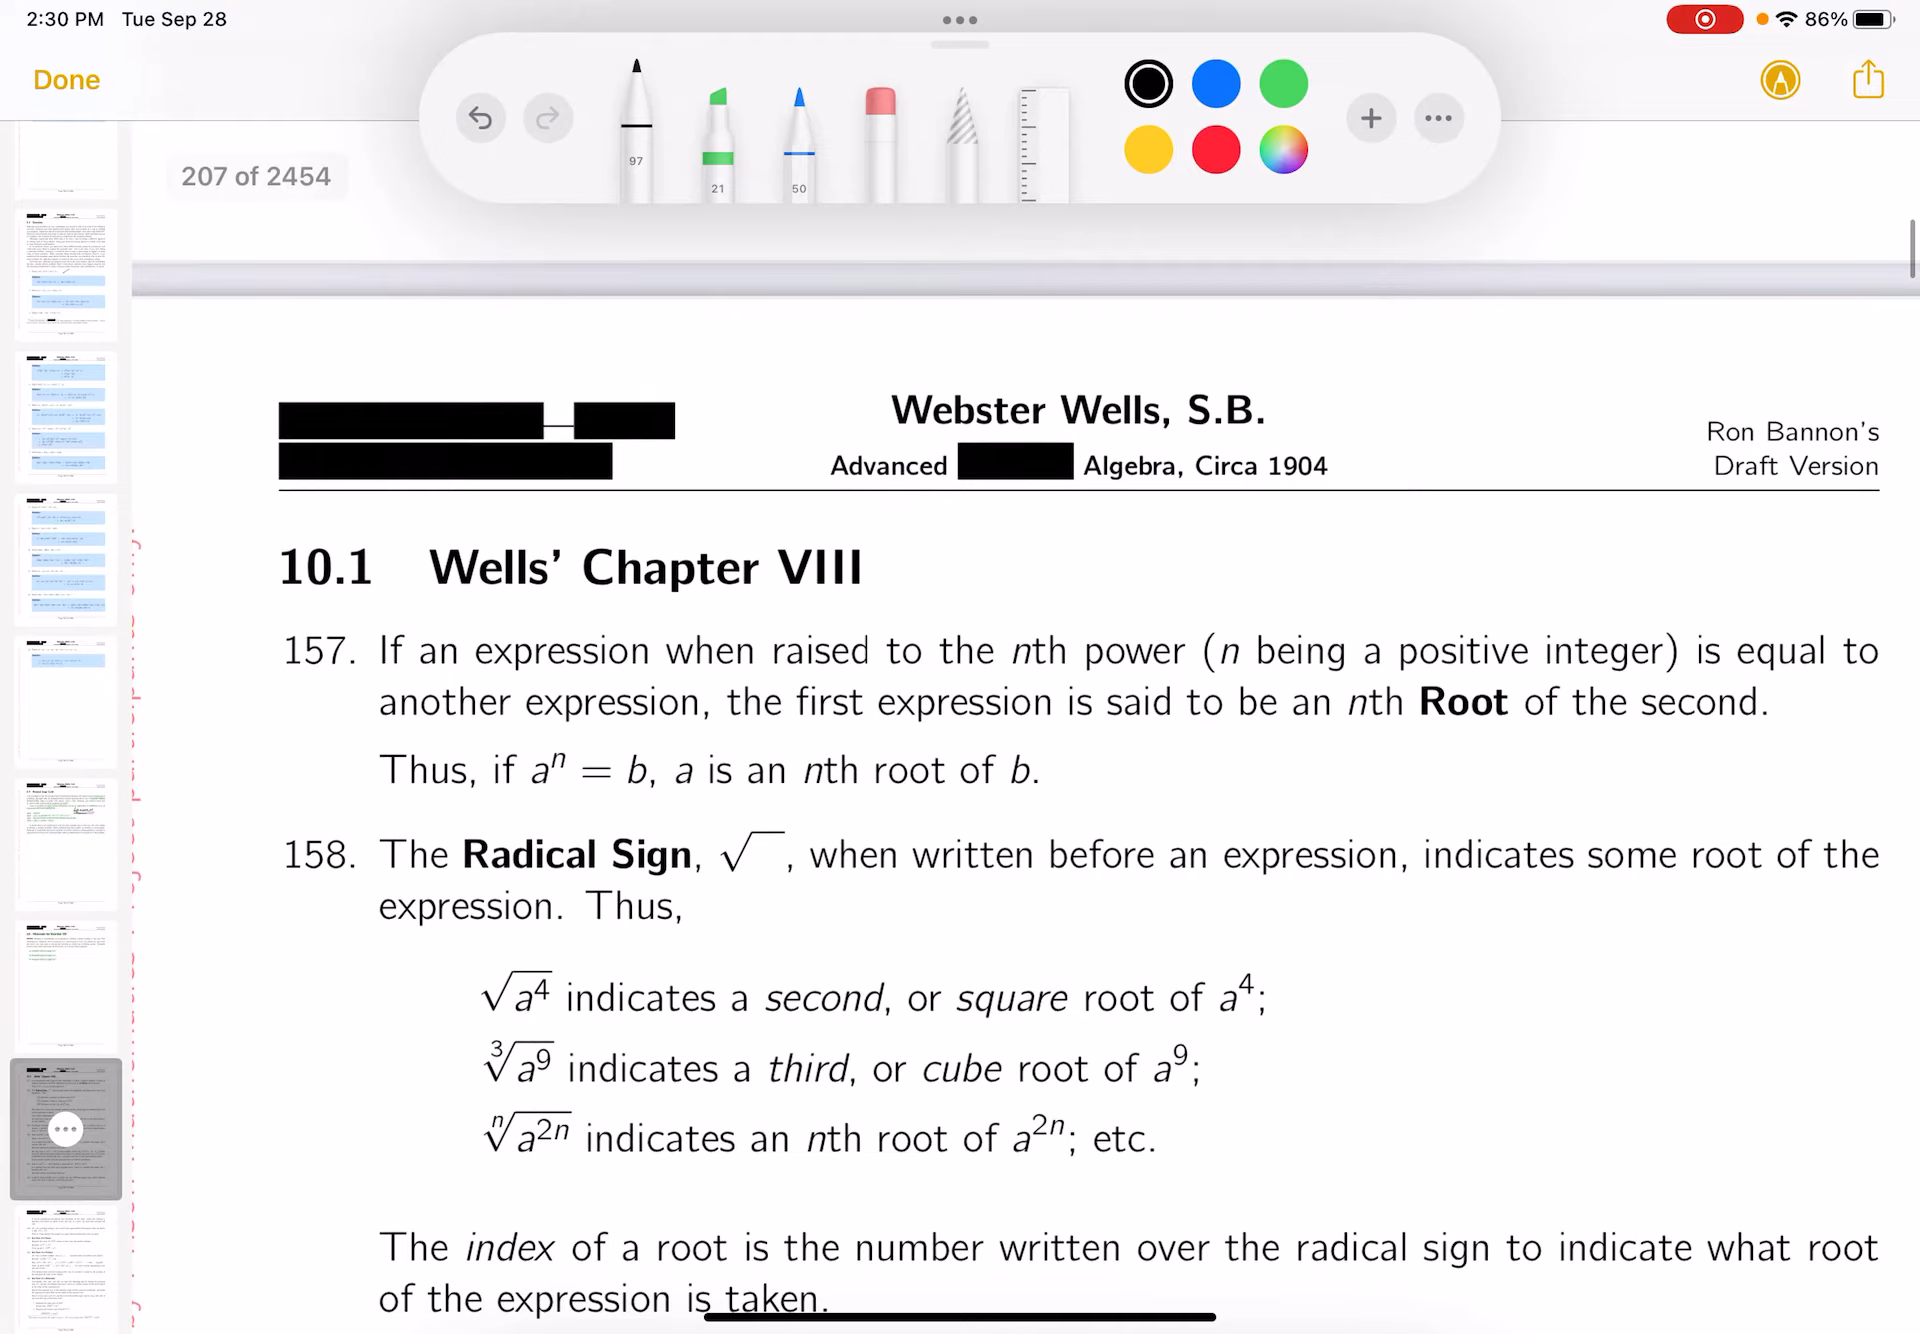 2:30 PM Tue Sep 28
86%
Done
97
21
50
207 of 2454
Webster Wells, S.B.
Advanced Algebra, Circa 1904
Ron Bannon's
Draft Version
10.1 Wells' Chapter VIII
157. If an expression when raised to the nth power (n being a positive integer) is equal to
another expression, the first expression is said to be an nth Root of the second.
Thus, if aⁿ = b, a is an nth root of b.
158. The Radical Sign, √ , when written before an expression, indicates some root of the
expression. Thus,
√a⁴ indicates a second, or square root of a⁴;
³√a⁹ indicates a third, or cube root of a⁹;
ⁿ√a²ⁿ indicates an nth root of a²ⁿ; etc.
The index of a root is the number written over the radical sign to indicate what root
of the expression is taken.